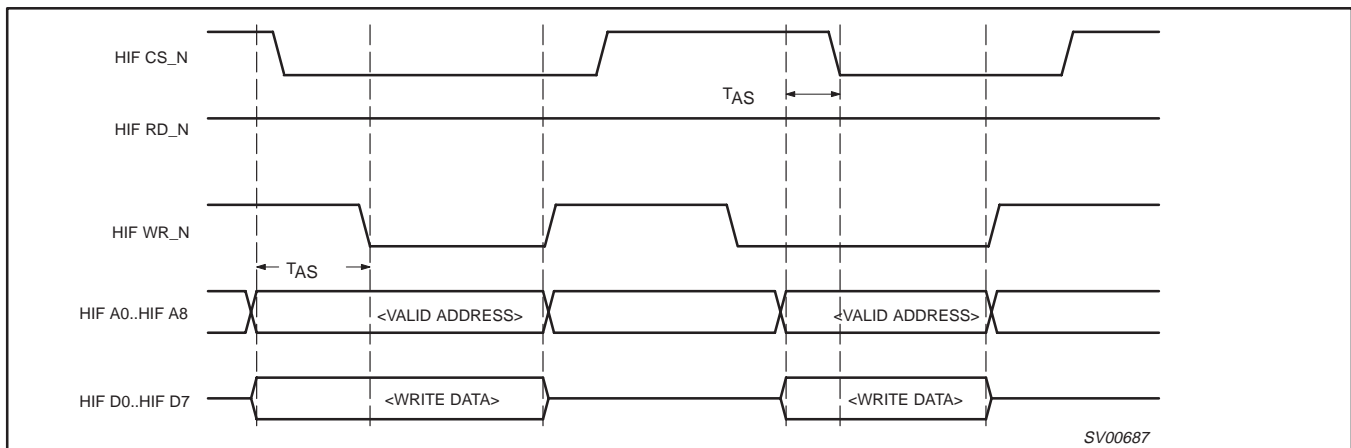 HIF CS_N
TAS
HIF RD_N
HIF WR_N
TAS
HIF A0..HIF A8
<VALID ADDRESS>
<VALID ADDRESS>
HIF D0..HIF D7
<WRITE DATA>
<WRITE DATA>
SV00687